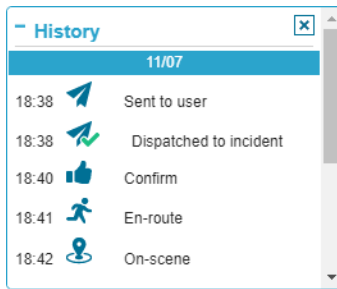 History
11/07
18:38 Sent to user
18:38 Dispatched to incident
18:40 Confirm
18:41 En-route
18:42 On-scene